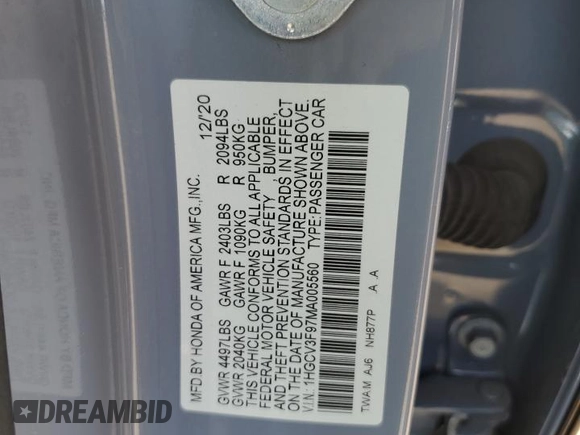 MFD.BY HONDA OF AMERICA MFG.,INC. 12/'20
GVWR 4497LBS GAWR F 2403LBS R 2094LBS
GVWR 2040KG GAWR F 1090KG R 950KG
THIS VEHICLE CONFORMS TO ALL APPLICABLE
FEDERAL MOTOR VEHICLE SAFETY , BUMPER,
AND THEFT PREVENTION STANDARDS IN EFFECT
ON THE DATE OF MANUFACTURE SHOWN ABOVE.
V.I.N. : 1HGCV3F97MA005560 TYPE: PASSENGER CAR
TWA M AJ6 NH877P A .A
DREAMBID